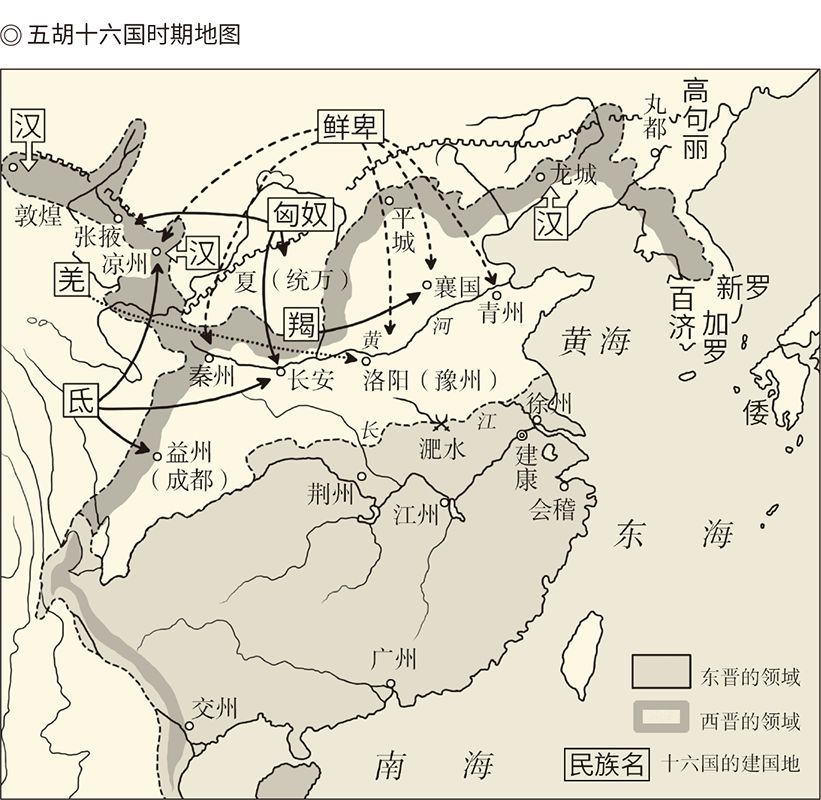 ◎ 五胡十六国时期地图
汉
鲜卑
丸都
高句丽
敦煌
张掖
凉州
汉
匈奴
平城
龙城
汉
羌
夏（统万）
羯
襄国
青州
新罗
百济
加罗
黄
河
黄海
秦州
长安
洛阳（豫州）
倭
氐
益州
（成都）
长
江
淝水
徐州
建康
荆州
江州
会稽
东海
广州
交州
南海
东晋的领域
西晋的领域
民族名 十六国的建国地